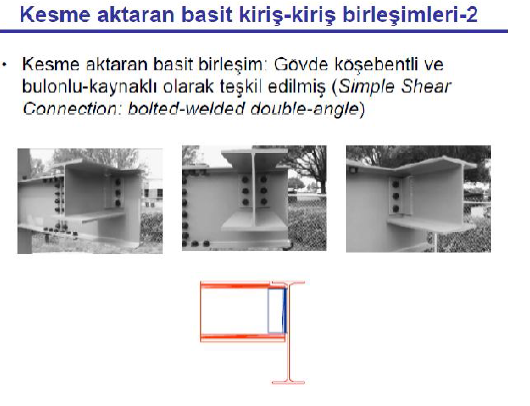 Kesme aktaran basit kiriş-kiriş birleşimleri-2
• Kesme aktaran basit birleşim: Gövde köşebentli ve
bulonlu-kaynaklı olarak teşkil edilmiş (Simple Shear
Connection: bolted-welded double-angle)